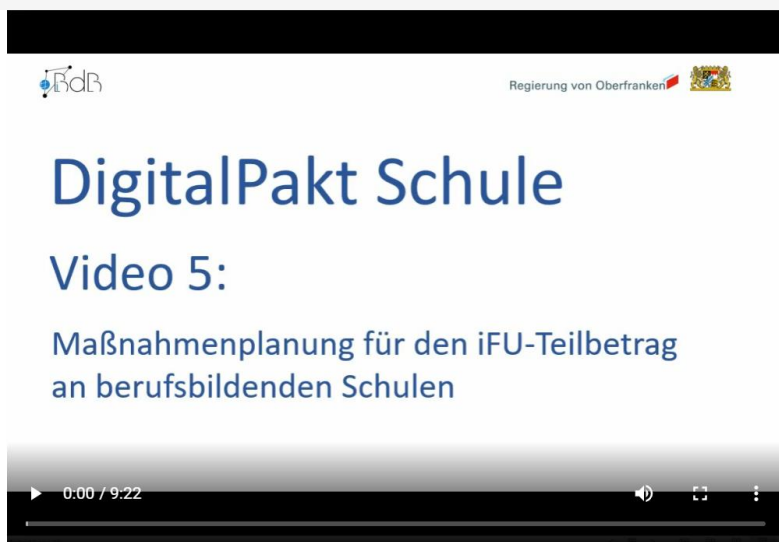 BdB
Regierung von Oberfranken
DigitalPakt Schule
Video 5:
Maßnahmenplanung für den iFU-Teilbetrag
an berufsbildenden Schulen
0:00 / 9:22